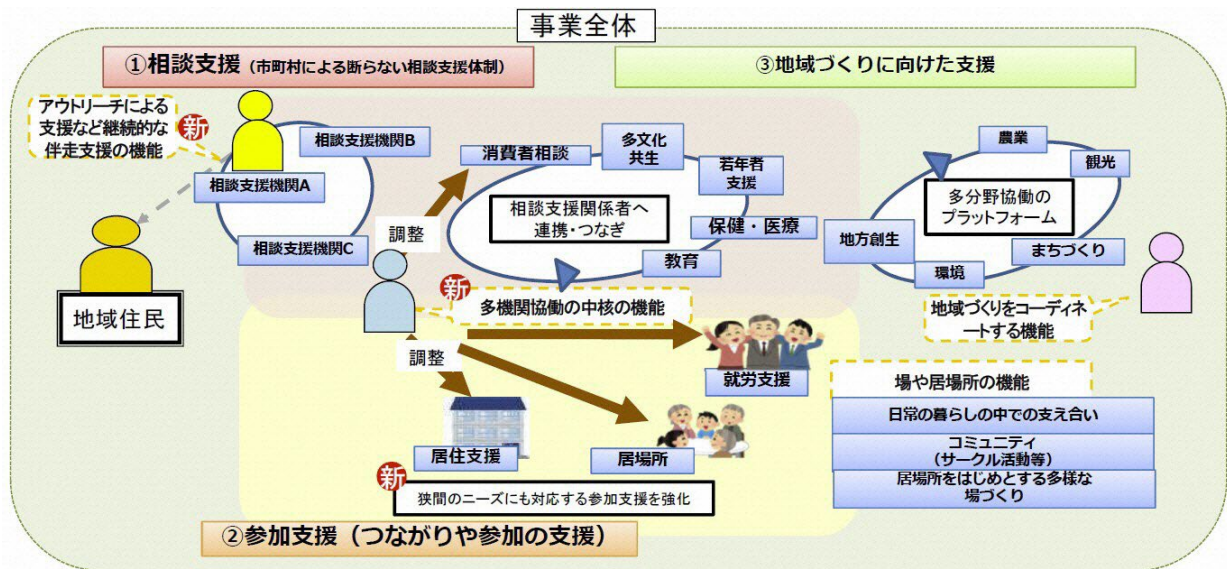 事業全体
①相談支援（市町村による断らない相談支援体制）
③地域づくりに向けた支援
アウトリーチによる
支援など継続的な
伴走支援の機能
新
相談支援機関B
相談支援機関A
相談支援機関C
地域住民
消費者相談
多文化
共生
若年者
支援
保健・医療
教育
相談支援関係者へ
連携・つなぎ
調整
新
多機関協働の中核の機能
農業
観光
多分野協働の
プラットフォーム
地方創生
まちづくり
環境
地域づくりをコーディネ
ートする機能
調整
就労支援
居住支援
居場所
新
狭間のニーズにも対応する参加支援を強化
②参加支援（つながりや参加の支援）
場や居場所の機能
日常の暮らしの中での支え合い
コミュニティ
（サークル活動等）
居場所をはじめとする多様な
場づくり